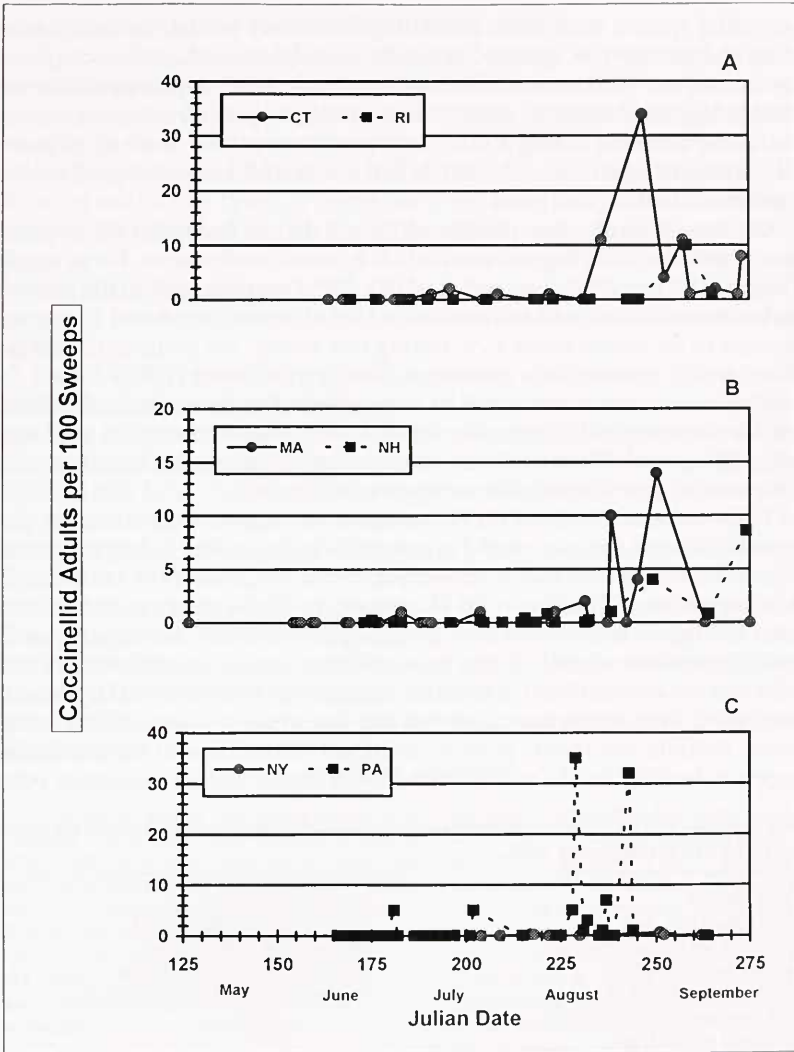 A
40
30
20
10
0
CT RI
B
20
15
10
5
0
MA NH
C
40
30
20
10
0
NY PA
Coccinellid Adults per 100 Sweeps
125 150 175 200 225 250 275
May June July August September
Julian Date